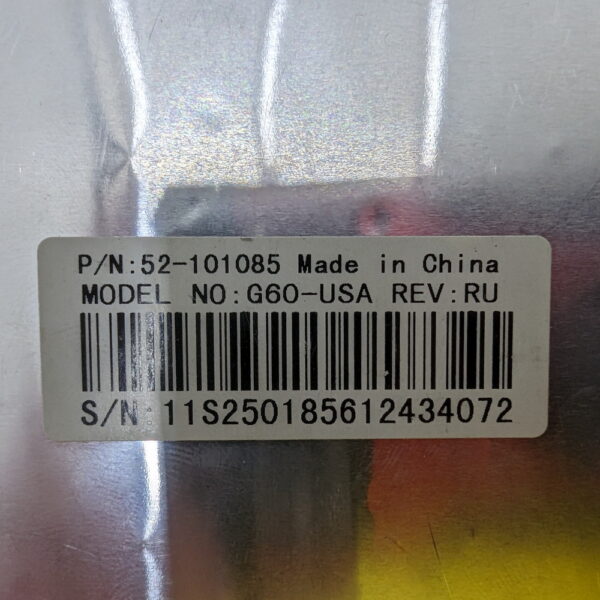 P/N:52-101085 Made in China
MODEL NO:G60-USA REV:RU
S/N:11S250185612434072